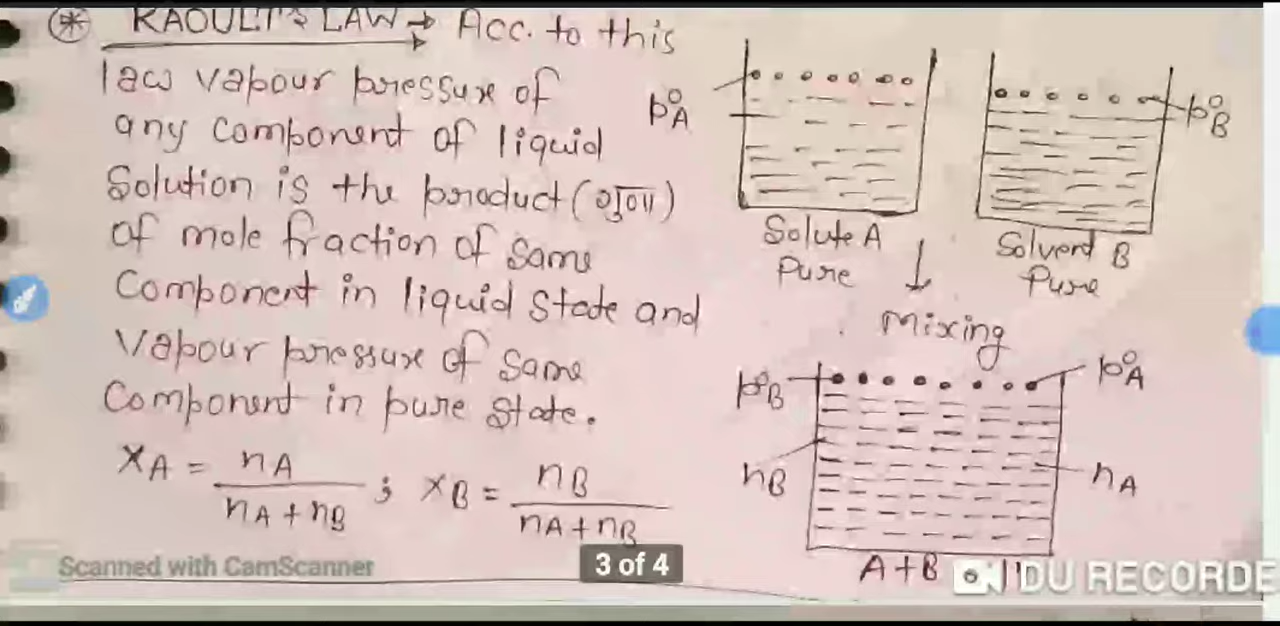 RAOULT'S LAW → Acc. to this
law vapour pressure of
any component of liquid
Solution is the product (गुणा)
of mole fraction of same
Component in liquid state and
Vapour pressure of same
Component in pure state.
XA = nA / nA + nB ; XB = nB / nA + nB
p°A
Solute A
Pure
p°B
Solvent B
Pure
Mixing
p°B
p°A
nB
nA
A+B
Scanned with CamScanner
3 of 4
DU RECORDE